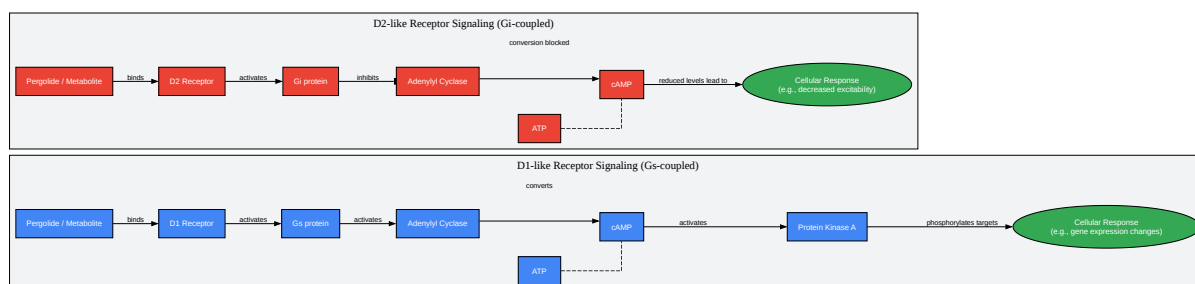 D2-like Receptor Signaling (Gi-coupled)
conversion blocked
Pergolide / Metabolite
binds
D2 Receptor
activates
Gi protein
inhibits
Adenylyl Cyclase
cAMP
reduced levels lead to
Cellular Response
(e.g., decreased excitability)
ATP
D1-like Receptor Signaling (Gs-coupled)
converts
Pergolide / Metabolite
binds
D1 Receptor
activates
Gs protein
activates
Adenylyl Cyclase
cAMP
activates
Protein Kinase A
phosphorylates targets
Cellular Response
(e.g., gene expression changes)
ATP